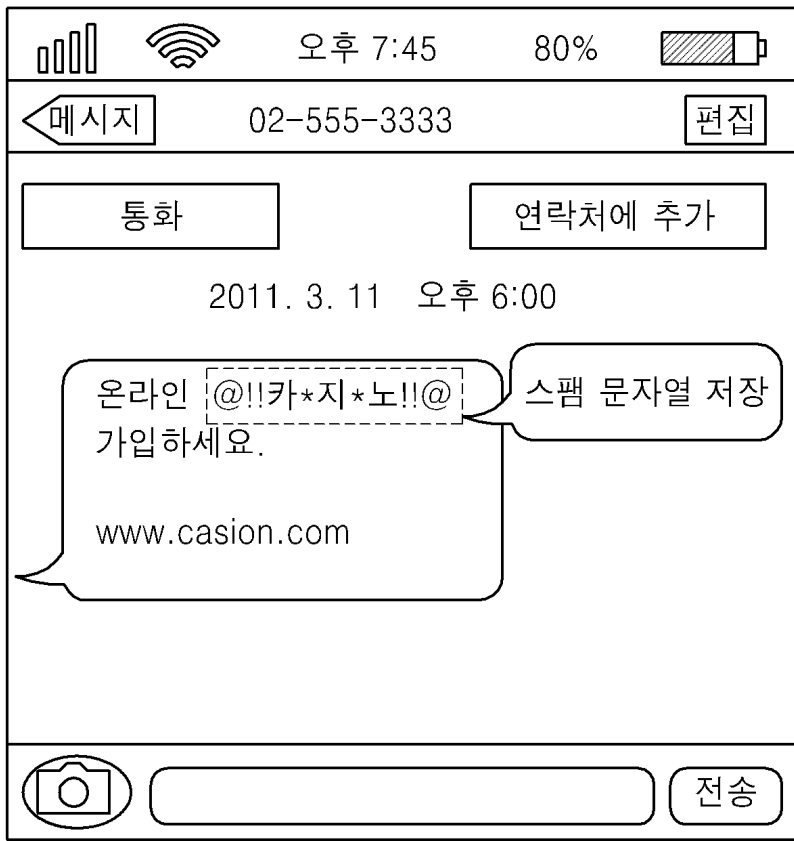 오후 7:45 80%
메시지 02-555-3333 편집
통화 연락처에 추가
2011. 3. 11 오후 6:00
온라인 @!!카*지*노!!@
가입하세요.
스팸 문자열 저장
www.casion.com
전송